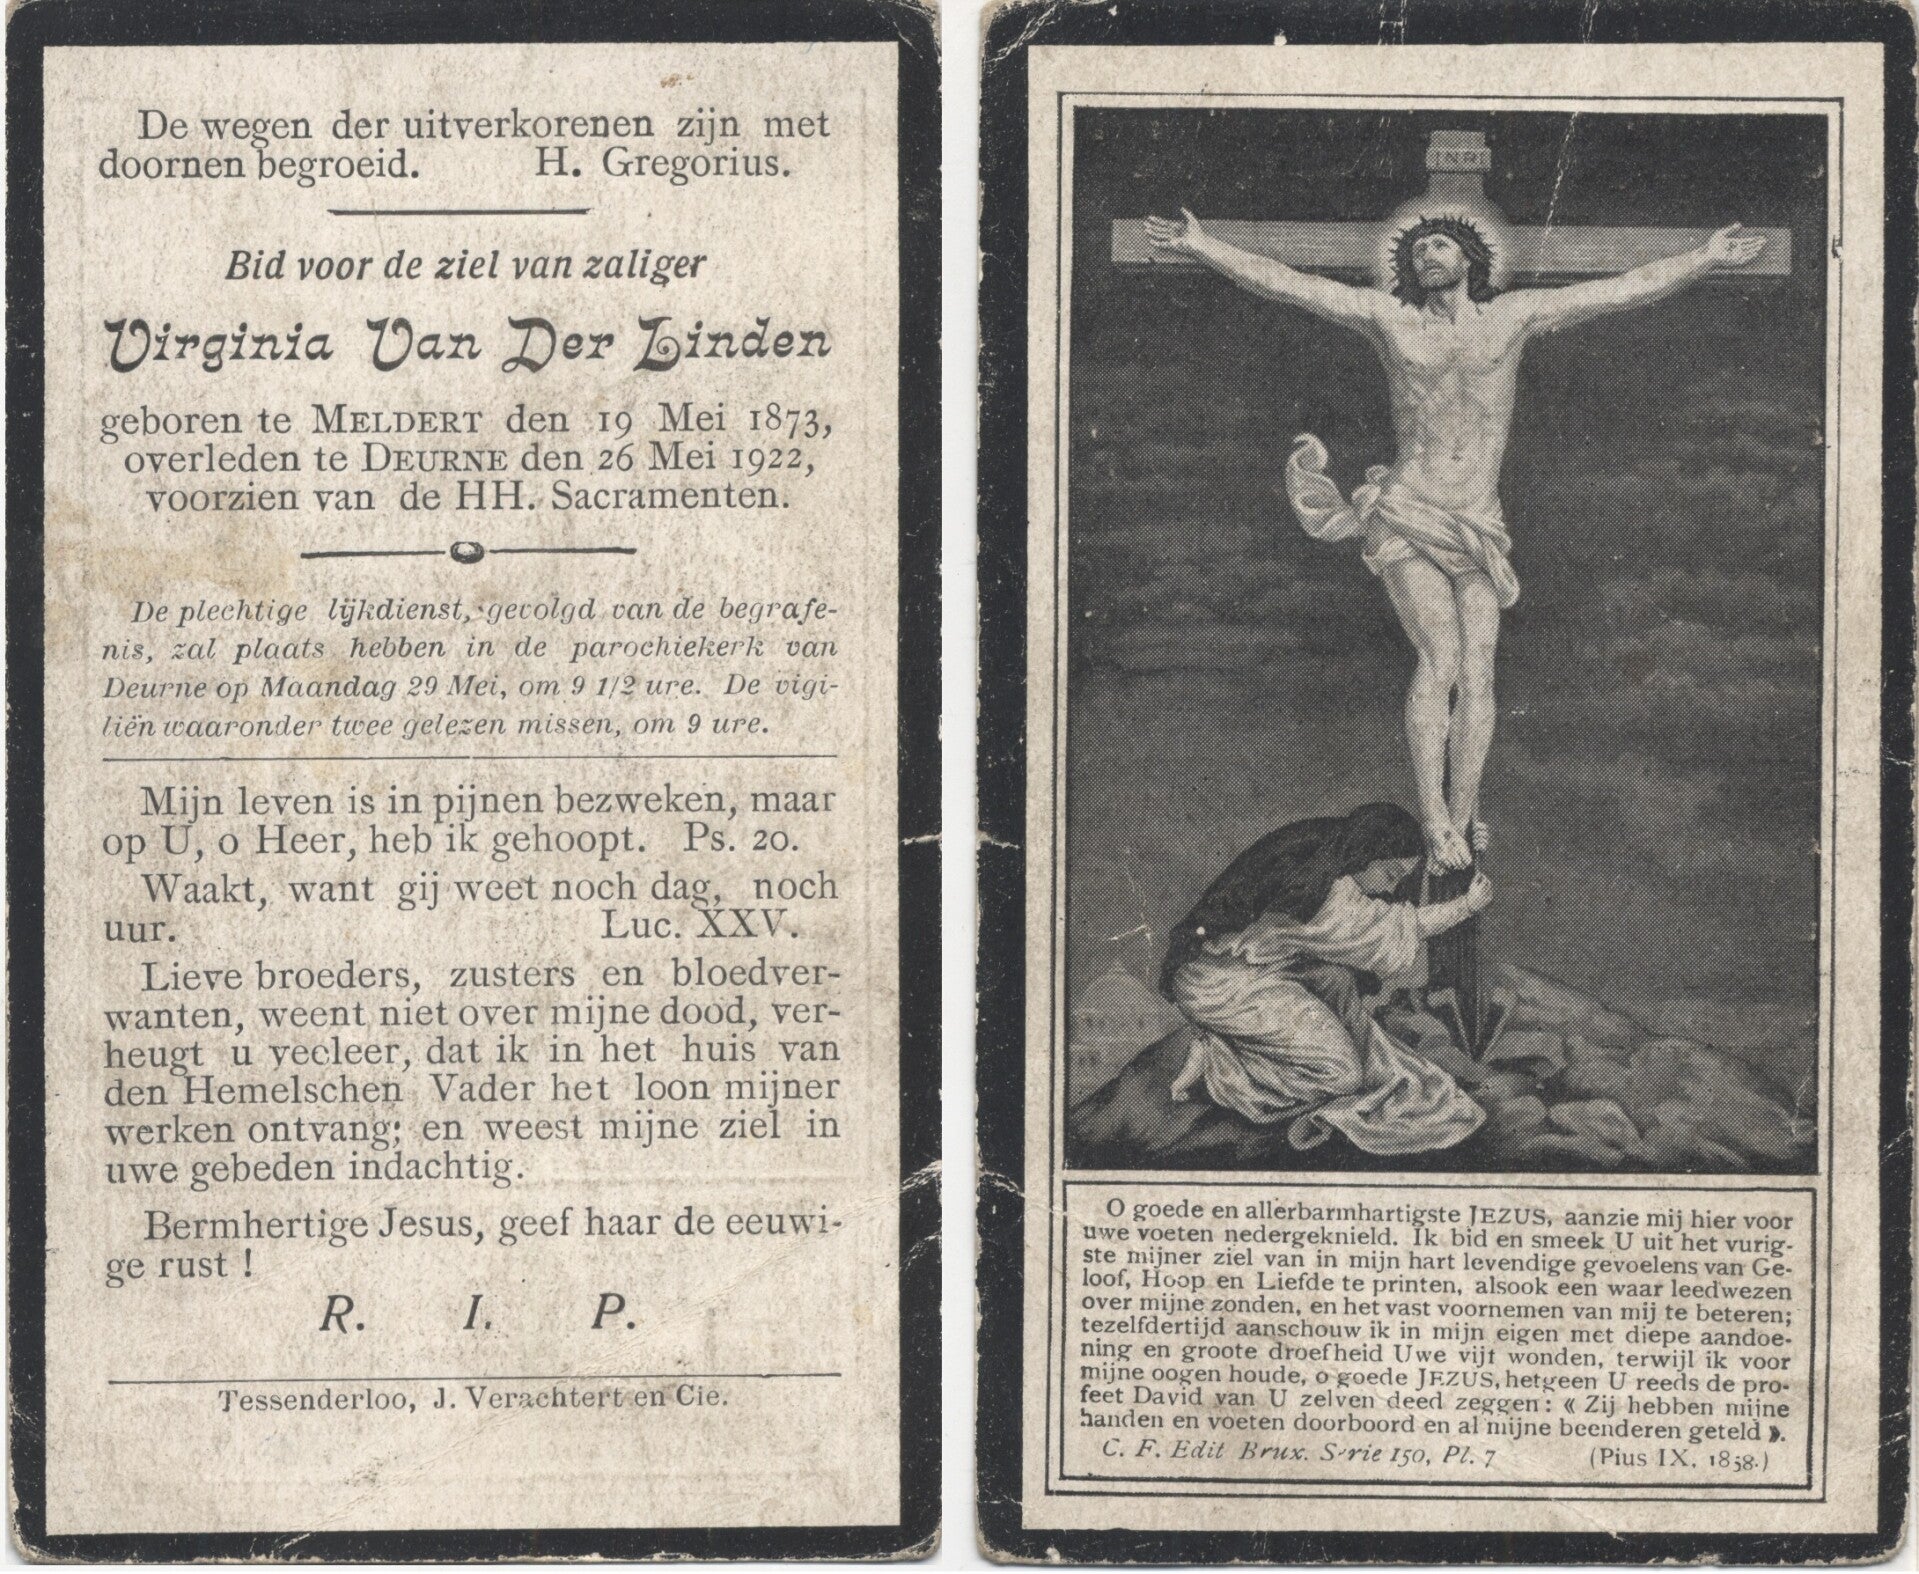 De wegen der uitverkorenen zijn met
doornen begroeid. H. Gregorius.
Bid voor de ziel van zaliger
Virginia Van Der Linden
geboren te MELDERT den 19 Mei 1873,
overleden te DEURNE den 26 Mei 1922,
voorzien van de HH. Sacramenten.
De plechtige lijkdienst, gevolgd van de begrafe-
nis, zal plaats hebben in de parochiekerk van
Deurne op Maandag 29 Mei, om 9 1/2 ure. De vigi-
liën waaronder twee gelezen missen, om 9 ure.
Mijn leven is in pijnen bezweken, maar
op U, o Heer, heb ik gehoopt. Ps. 20.
Waakt, want gij weet noch dag, noch
uur. Luc. XXV.
Lieve broeders, zusters en bloedver-
wanten, weent niet over mijne dood, ver-
heugt u veeleer, dat ik in het huis van
den Hemelschen Vader het loon mijner
werken ontvang; en weest mijne ziel in
uwe gebeden indachtig.
Bermhertige Jesus, geef haar de eeuwi-
ge rust !
R. I. P.
Tessenderloo, J. Verachtert en Cie.
INRI
O goede en allerbarmhartigste JEZUS, aanzie mij hier voor
uwe voeten nedergeknield. Ik bid en smeek U uit het vurig-
ste mijner ziel van in mijn hart levendige gevoelens van Ge-
loof, Hoop en Liefde te printen, alsook een waar leedwezen
over mijne zonden, en het vast voornemen van mij te beteren;
tezelfdertijd aanschouw ik in mijn eigen met diepe aandoe-
ning en groote droefheid Uwe vijf wonden, terwijl ik voor
mijne oogen houde, o goede JEZUS, hetgeen U reeds de pro-
feet David van U zelven deed zeggen : « Zij hebben mijne
handen en voeten doorboord en al mijne beenderen geteld ».
C. F. Edit Brux. Serie 150, Pl. 7 (Pius IX, 1858.)